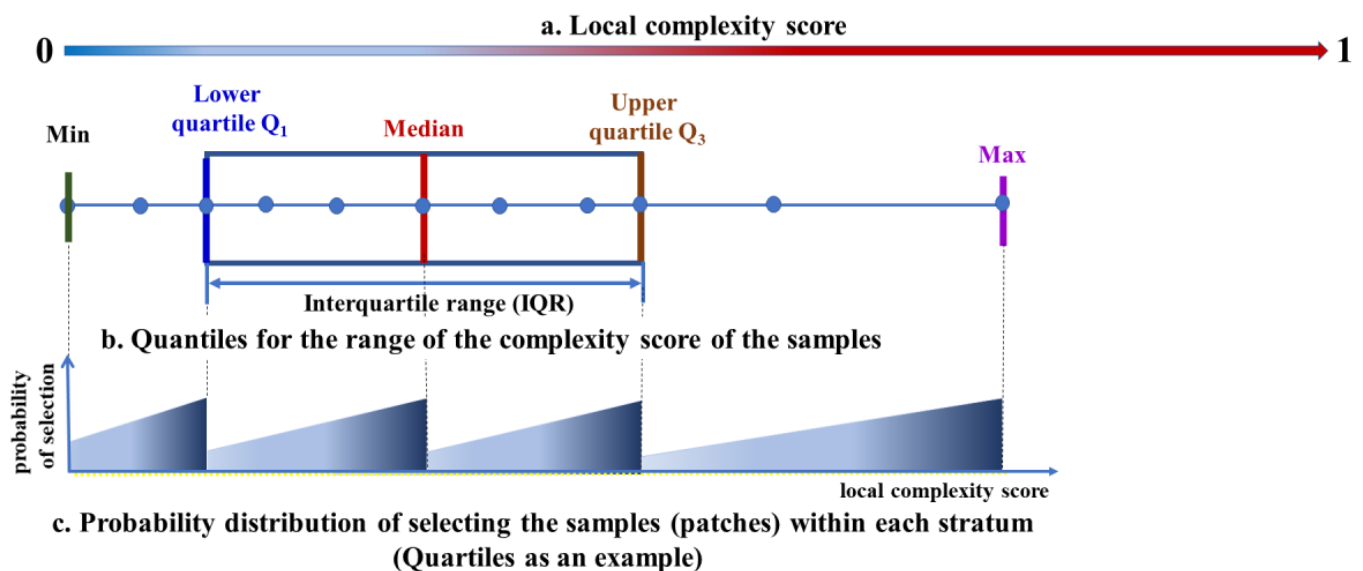 a. Local complexity score
0
1
Lower
quartile Q₁
Upper
quartile Q₃
Min
Median
Max
Interquartile range (IQR)
b. Quantiles for the range of the complexity score of the samples
probability
of selection
local complexity score
c. Probability distribution of selecting the samples (patches) within each stratum
(Quartiles as an example)